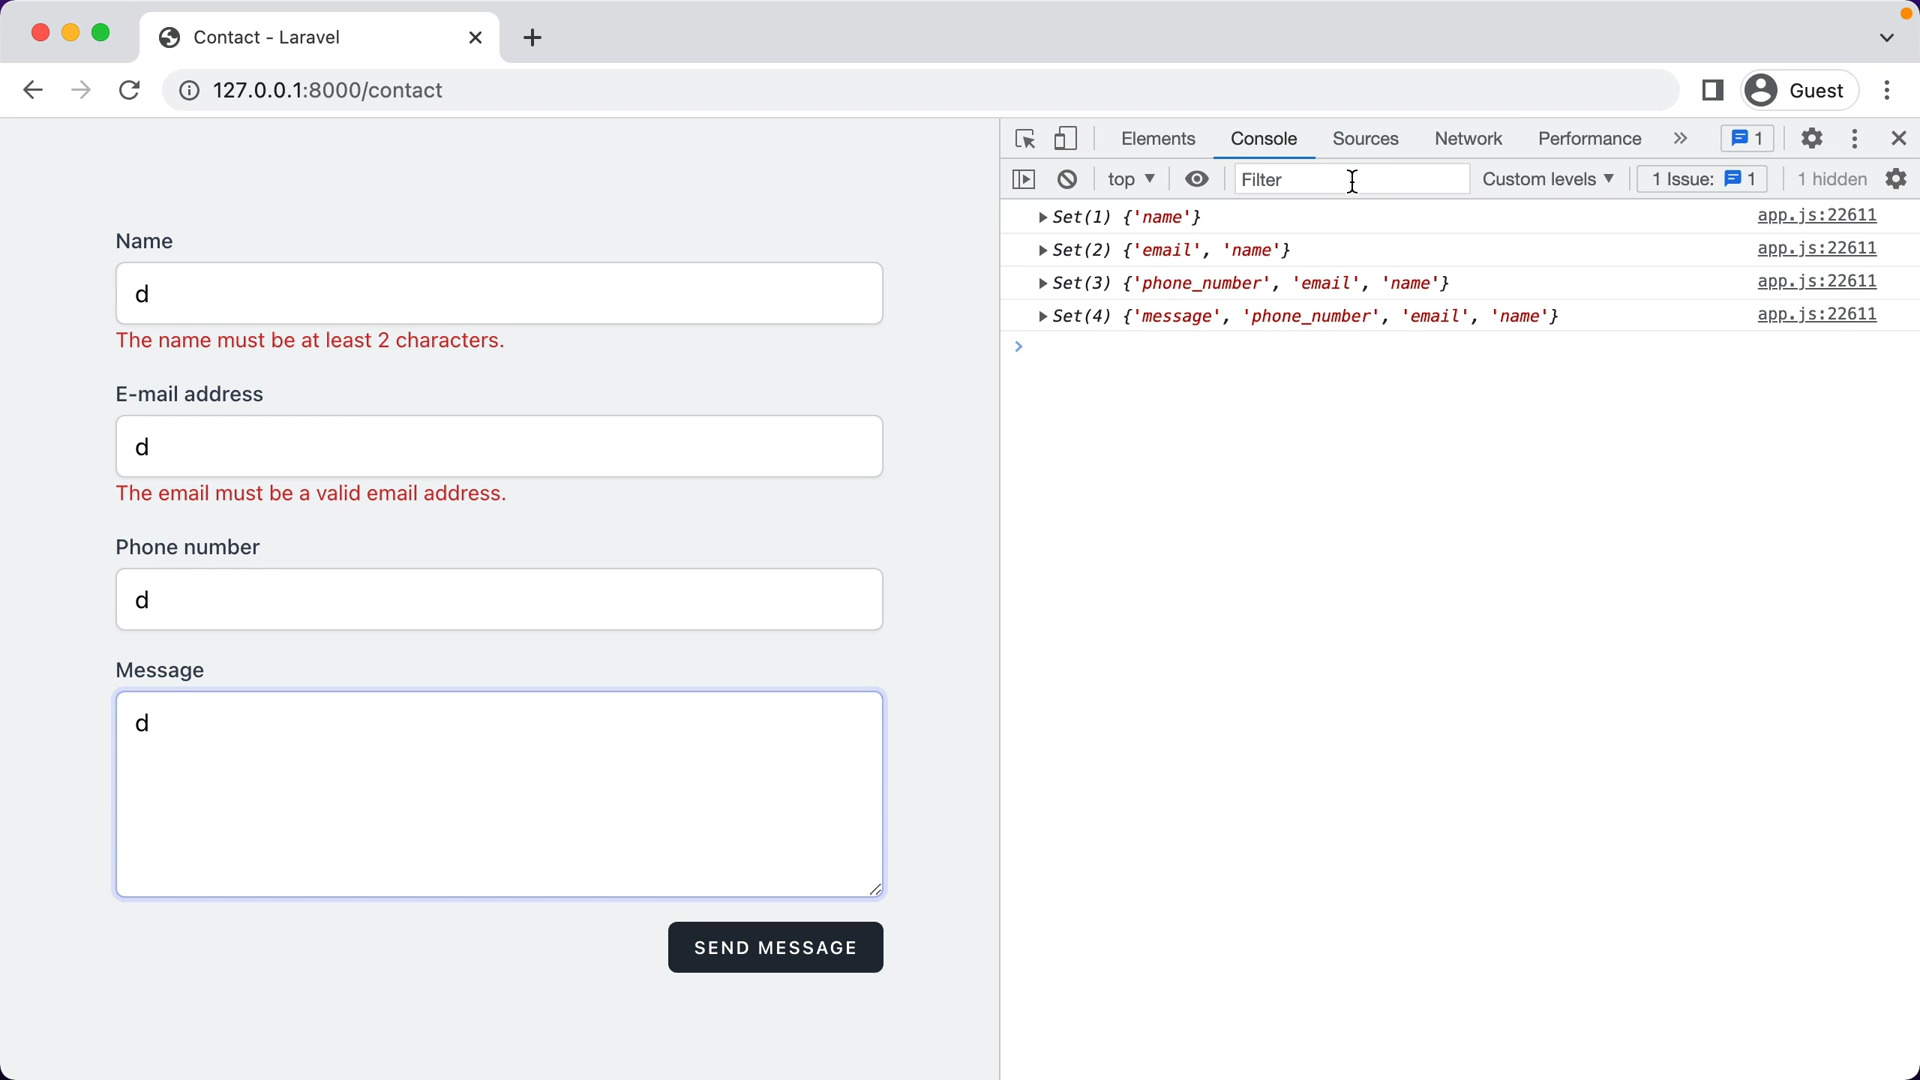 Contact - Laravel
127.0.0.1:8000/contact
Guest
Name
d
The name must be at least 2 characters.
E-mail address
d
The email must be a valid email address.
Phone number
d
Message
d
SEND MESSAGE
Elements Console Sources Network Performance » 1
top Filter Custom levels 1 Issue: 1 1 hidden
Set(1) {'name'} app.js:22611
Set(2) {'email', 'name'} app.js:22611
Set(3) {'phone_number', 'email', 'name'} app.js:22611
Set(4) {'message', 'phone_number', 'email', 'name'} app.js:22611